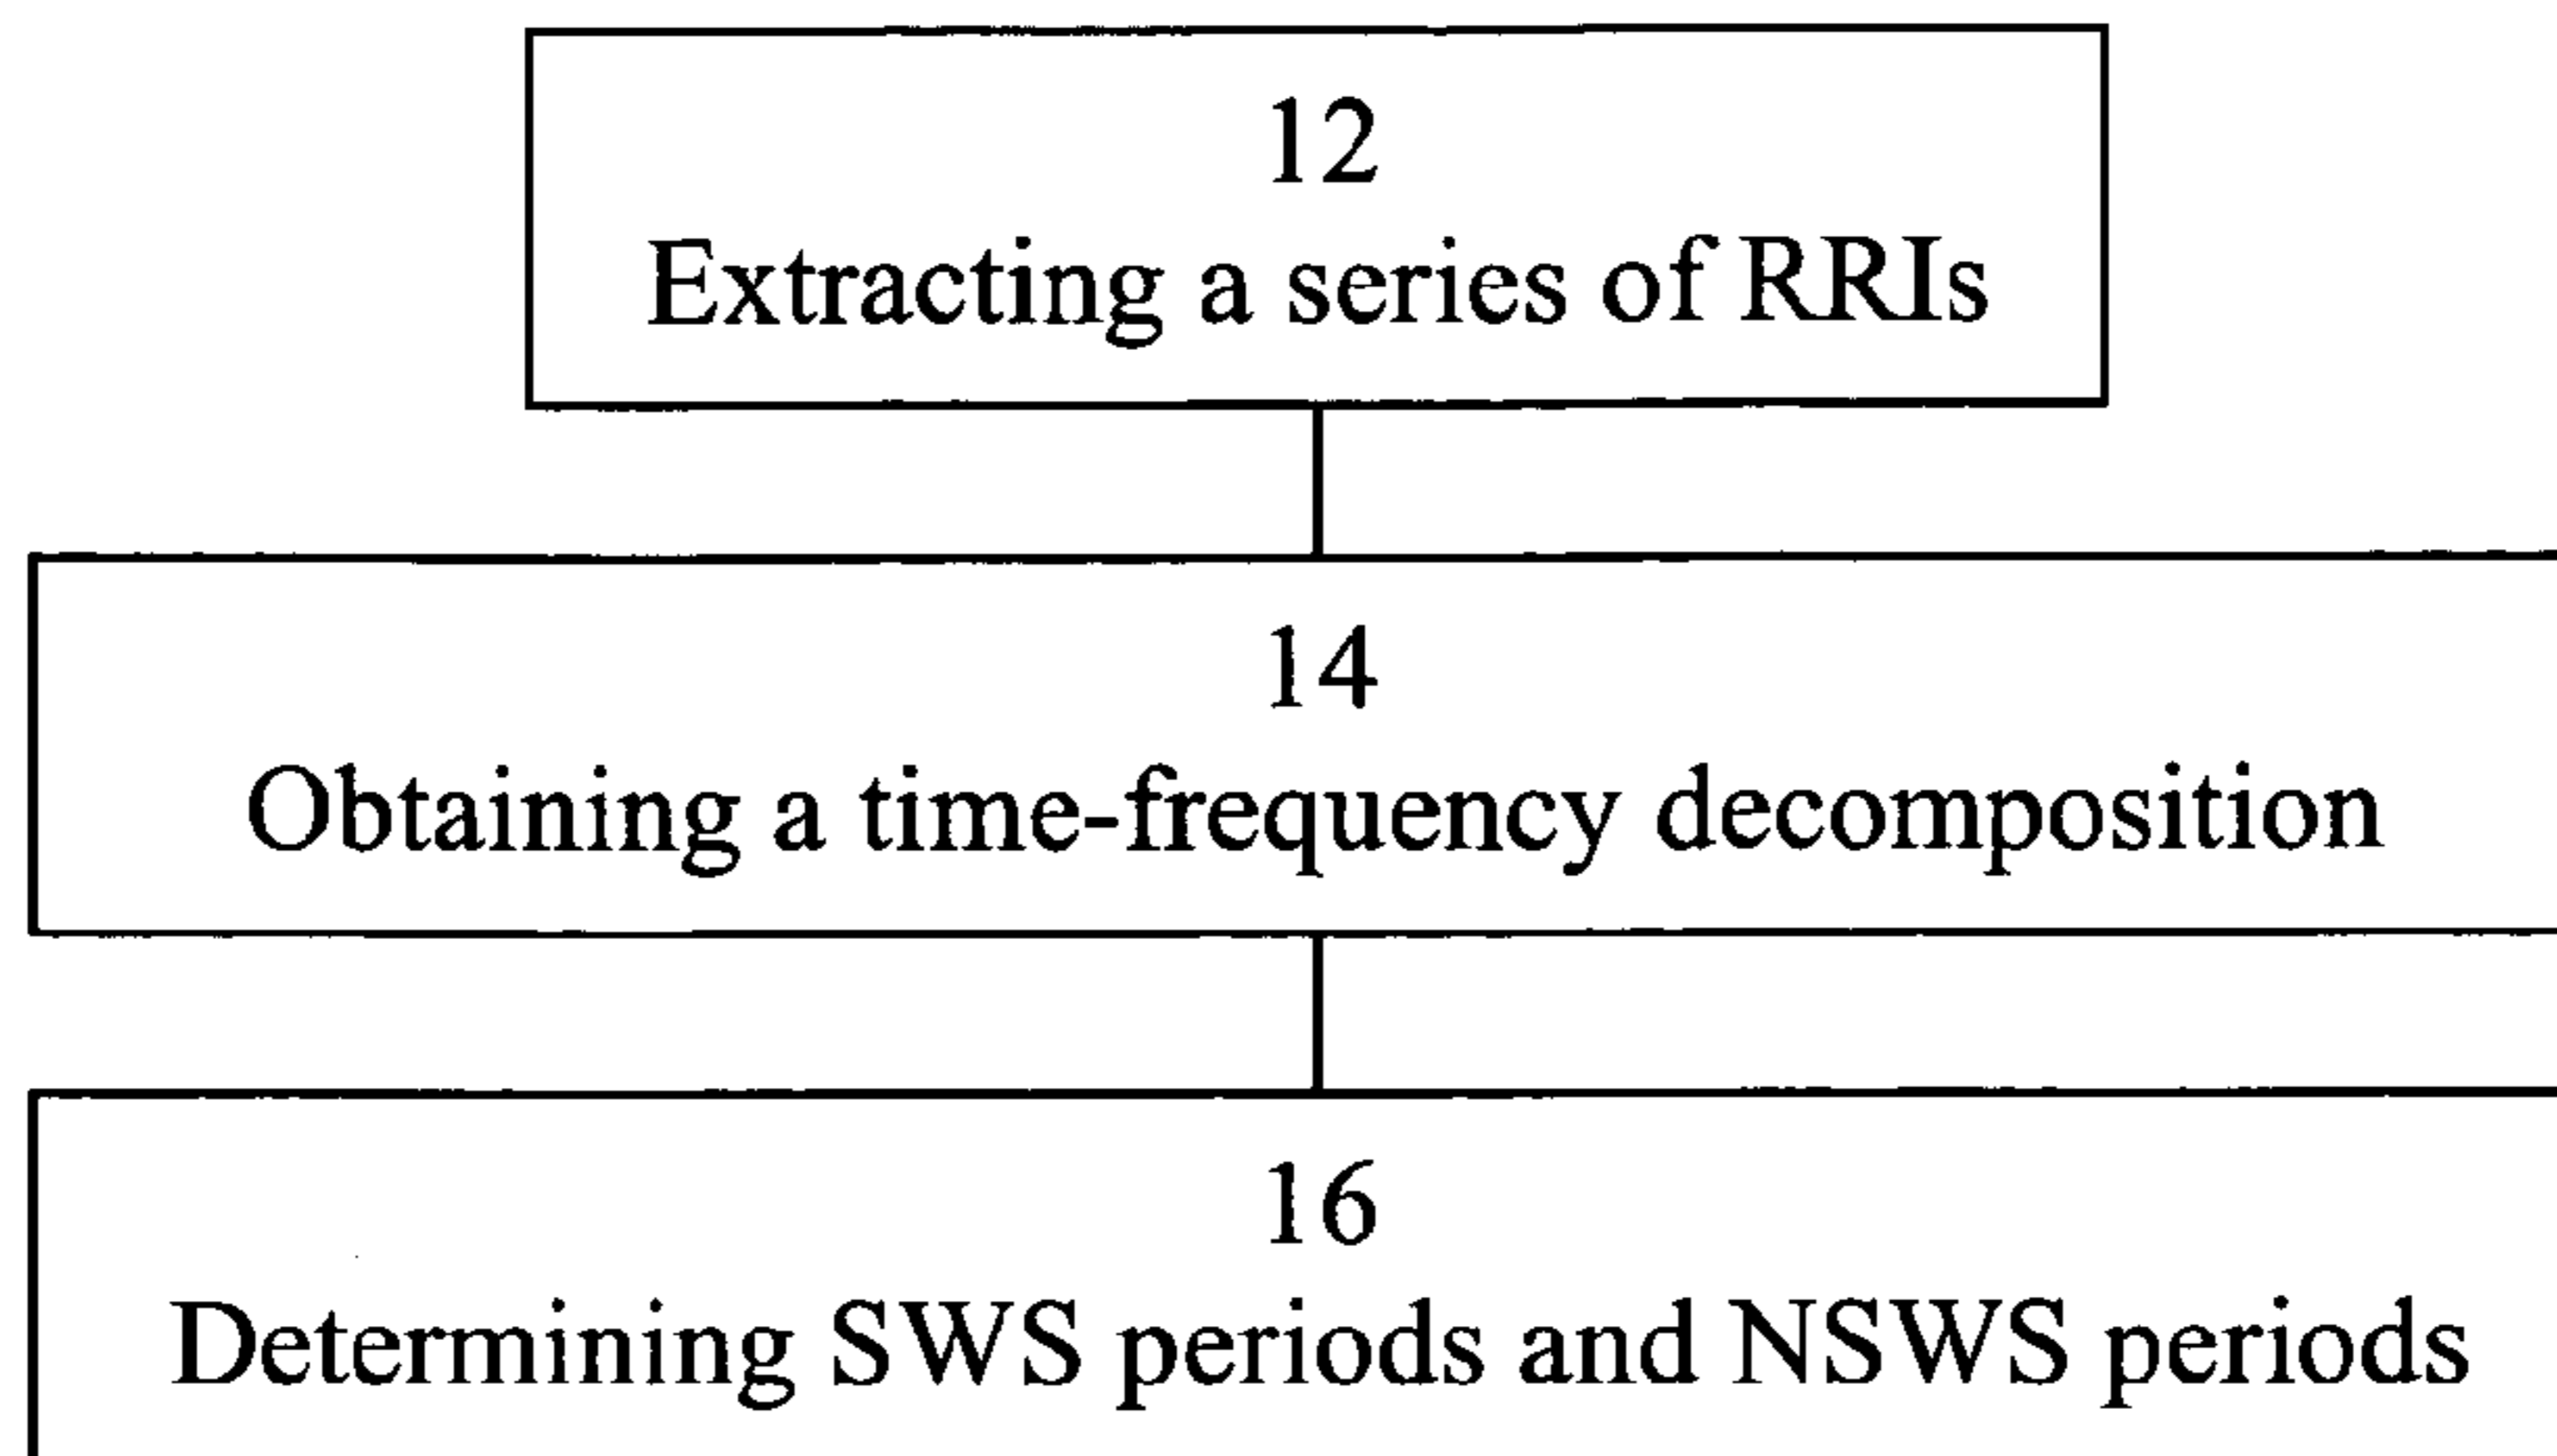 12
Extracting a series of RRIs
14
Obtaining a time-frequency decomposition
16
Determining SWS periods and NSWS periods